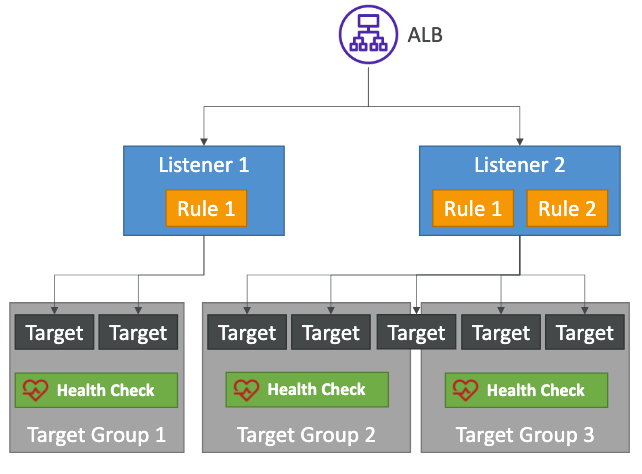 ALB
Listener 1
Rule 1
Listener 2
Rule 1
Rule 2
Target
Target
Health Check
Target Group 1
Target
Target
Target
Target
Target
Health Check
Target Group 2
Health Check
Target Group 3